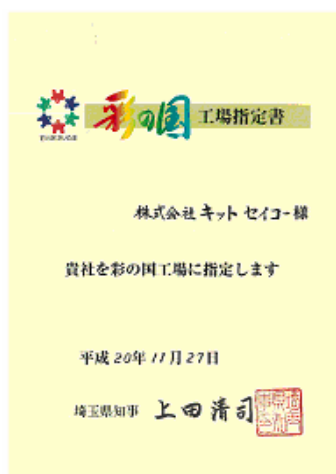 彩の国 工場指定書
株式会社 キットセイコー様
貴社を彩の国工場に指定します
平成20年11月27日
埼玉県知事 上田清司